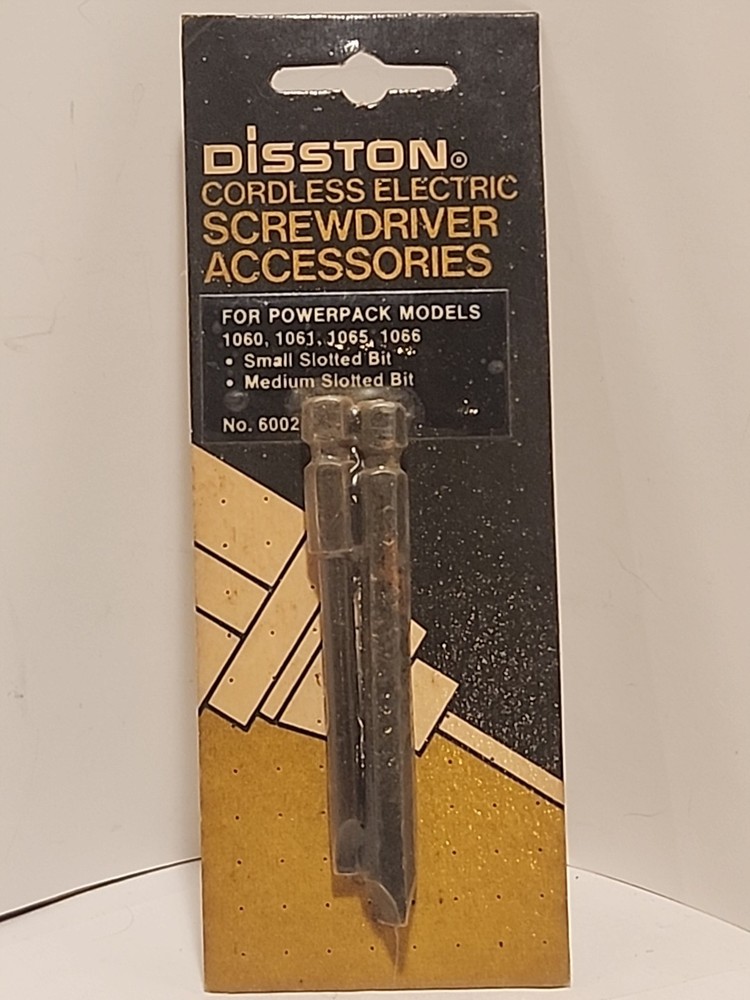 DiSSTON®
CORDLESS ELECTRIC
SCREWDRIVER
ACCESSORIES
FOR POWERPACK MODELS
1060, 1061, 1065, 1066
• Small Slotted Bit
• Medium Slotted Bit
No. 6002